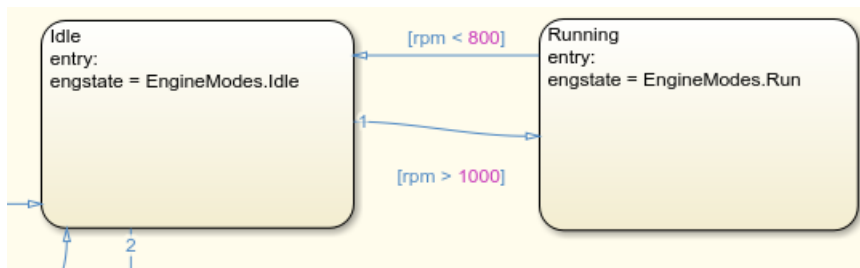 Idle
entry:
engstate = EngineModes.Idle
[rpm < 800]
Running
entry:
engstate = EngineModes.Run
1
[rpm > 1000]
2